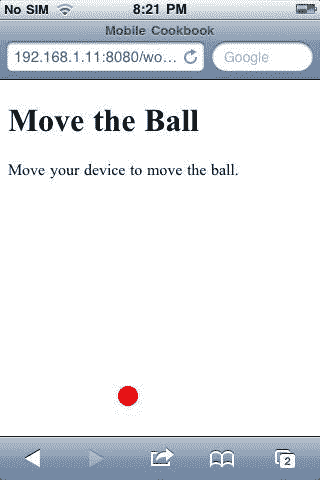 No SIM 8:21 PM
Mobile Cookbook
192.168.1.11:8080/wo... Google
Move the Ball
Move your device to move the ball.
2